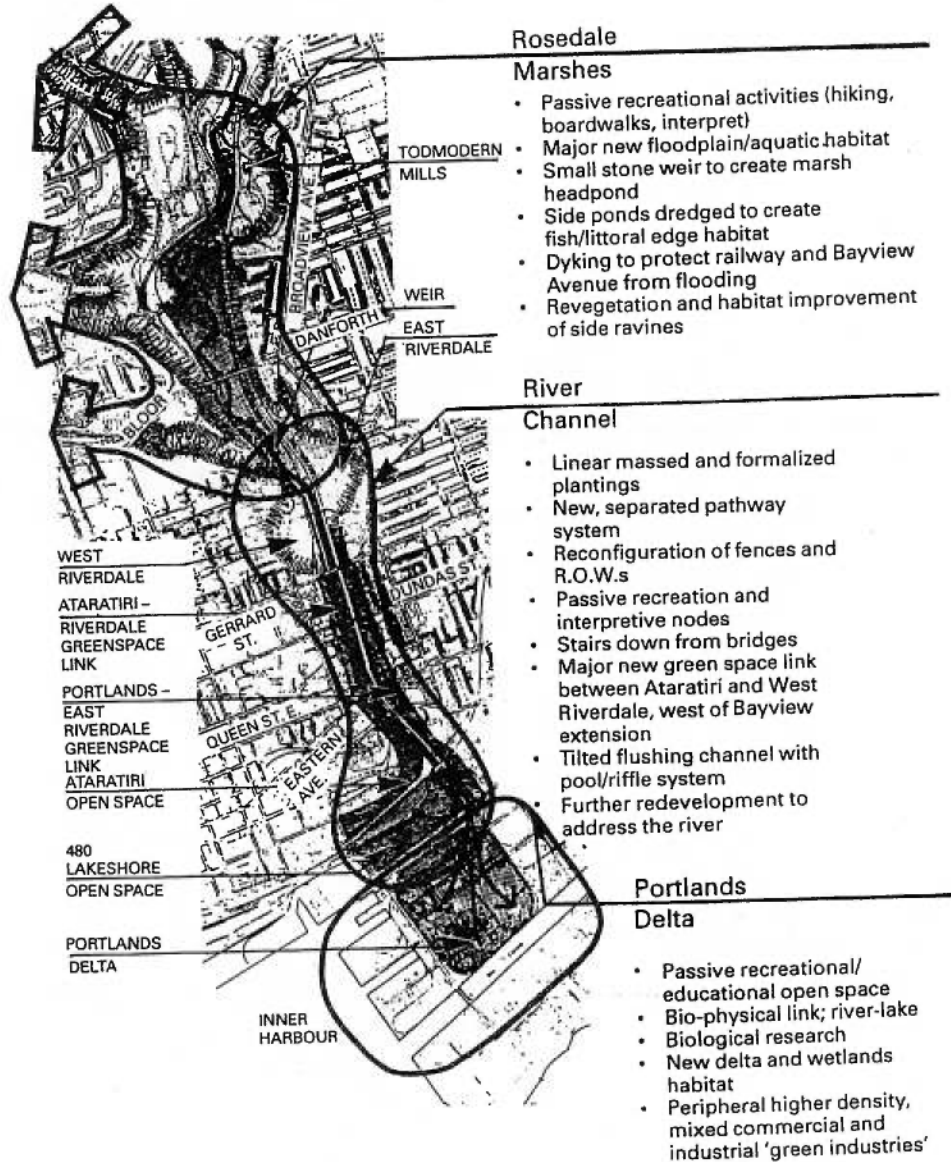 Rosedale
Marshes
• Passive recreational activities (hiking,
boardwalks, interpret)
• Major new floodplain/aquatic habitat
• Small stone weir to create marsh
headpond
• Side ponds dredged to create
fish/littoral edge habitat
• Dyking to protect railway and Bayview
Avenue from flooding
• Revegetation and habitat improvement
of side ravines
TODMODERN
MILLS
BROADVIEW AVE.
WEIR
DANFORTH
EAST
RIVERDALE
BLOOR
River
Channel
• Linear massed and formalized
plantings
• New, separated pathway
system
• Reconfiguration of fences and
R.O.W.s
• Passive recreation and
interpretive nodes
• Stairs down from bridges
• Major new green space link
between Ataratiri and West
Riverdale, west of Bayview
extension
• Tilted flushing channel with
pool/riffle system
• Further redevelopment to
address the river
WEST
RIVERDALE
ATARATIRI –
RIVERDALE
GREENSPACE
LINK
GERRARD
ST.
DUNDAS ST.
PORTLANDS –
EAST
RIVERDALE
GREENSPACE
LINK
QUEEN ST. E.
ATARATIRI
OPEN SPACE
EASTERN
AVE.
480
LAKESHORE
OPEN SPACE
PORTLANDS
DELTA
INNER
HARBOUR
Portlands
Delta
• Passive recreational/
educational open space
• Bio-physical link; river-lake
• Biological research
• New delta and wetlands
habitat
• Peripheral higher density,
mixed commercial and
industrial 'green industries'